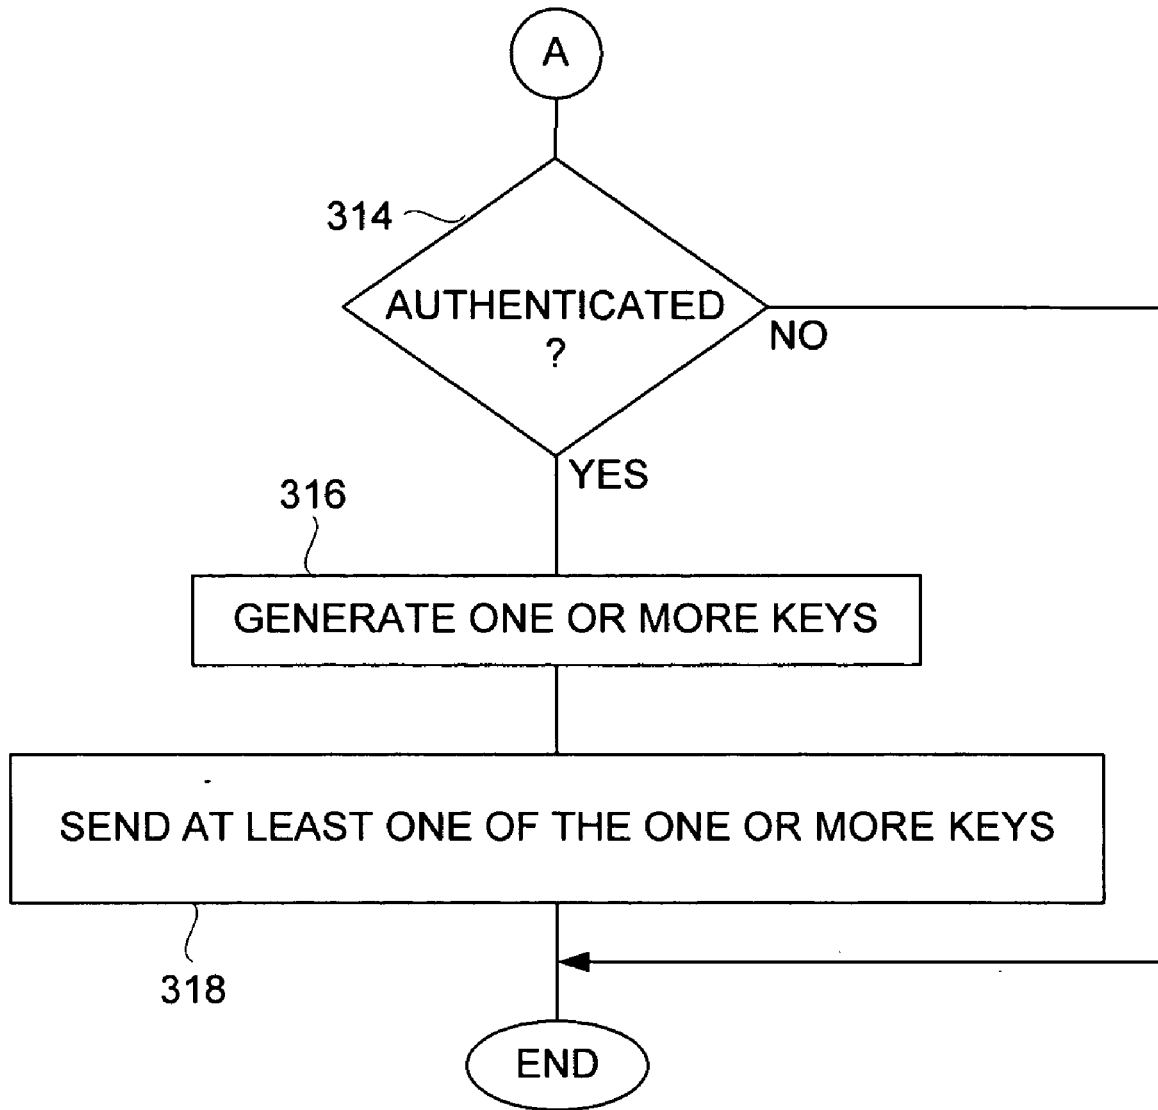 A
314
AUTHENTICATED
?
NO
YES
316
GENERATE ONE OR MORE KEYS
SEND AT LEAST ONE OF THE ONE OR MORE KEYS
318
END